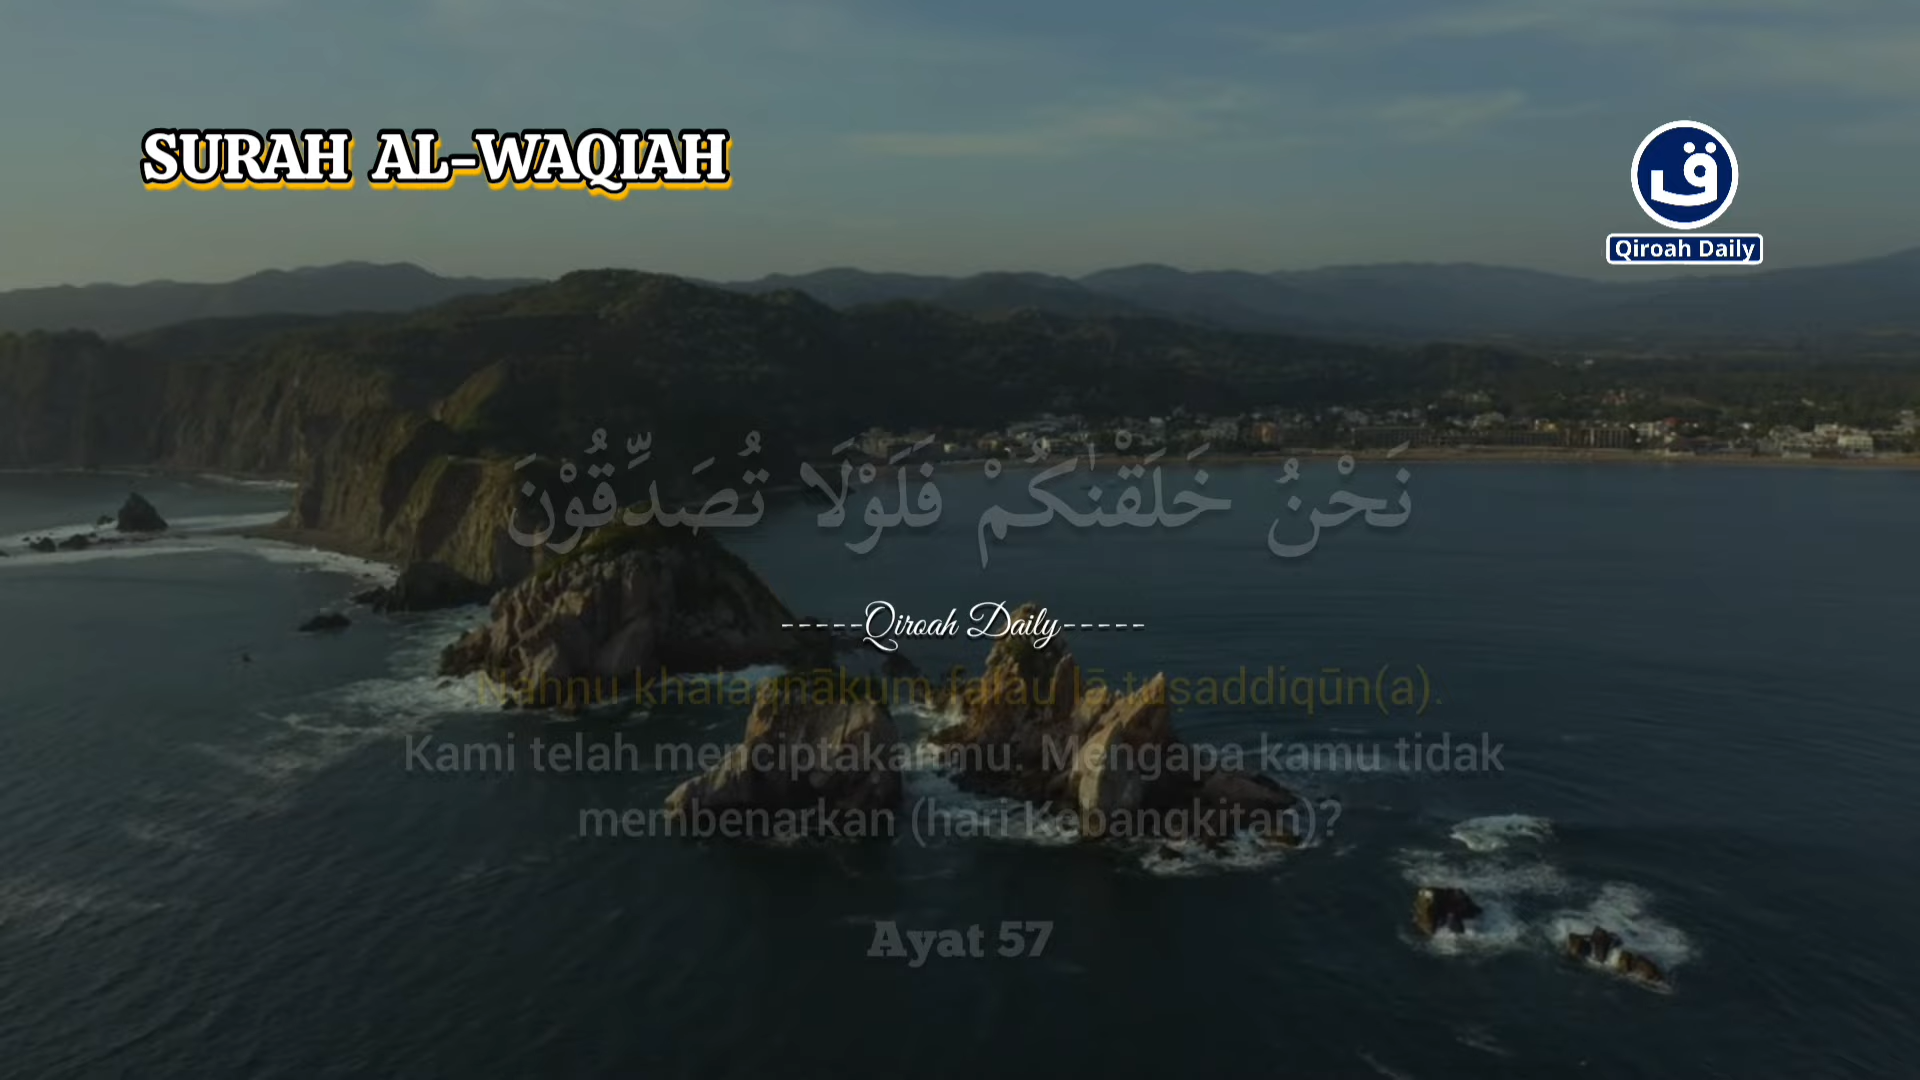 SURAH AL-WAQIAH
ق
Qiroah Daily
نَحْنُ خَلَقْنٰكُمْ فَلَوْلَا تُصَدِّقُوْنَ
-----Qiroah Daily-----
Naḥnu khalaqnākum falau lā tuṣaddiqūn(a).
Kami telah menciptakanmu. Mengapa kamu tidak
membenarkan (hari Kebangkitan)?
Ayat 57